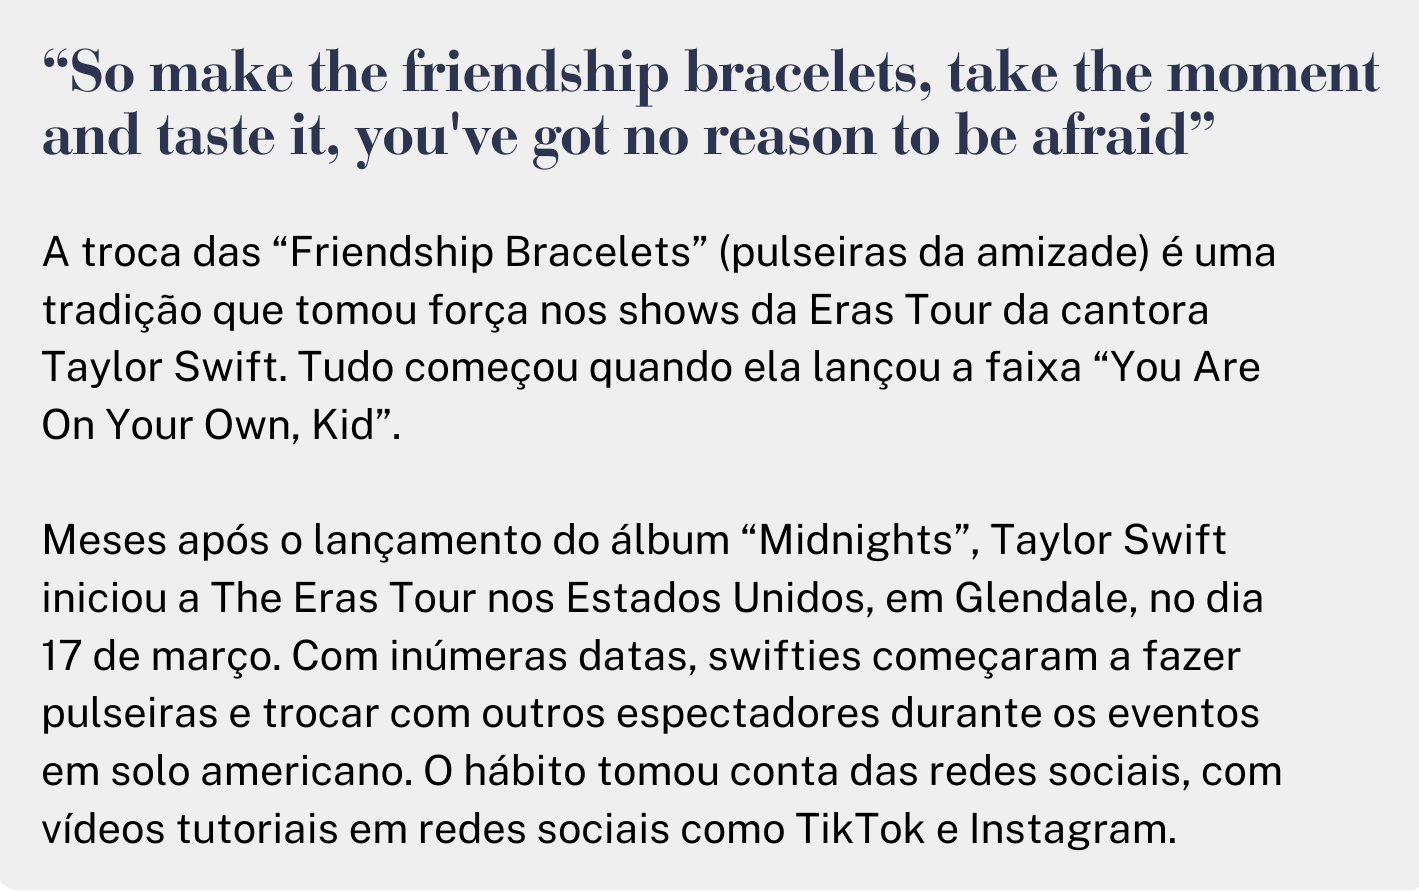 “So make the friendship bracelets, take the moment
and taste it, you've got no reason to be afraid”
A troca das “Friendship Bracelets” (pulseiras da amizade) é uma
tradição que tomou força nos shows da Eras Tour da cantora
Taylor Swift. Tudo começou quando ela lançou a faixa “You Are
On Your Own, Kid”.
Meses após o lançamento do álbum “Midnights”, Taylor Swift
iniciou a The Eras Tour nos Estados Unidos, em Glendale, no dia
17 de março. Com inúmeras datas, swifties começaram a fazer
pulseiras e trocar com outros espectadores durante os eventos
em solo americano. O hábito tomou conta das redes sociais, com
vídeos tutoriais em redes sociais como TikTok e Instagram.